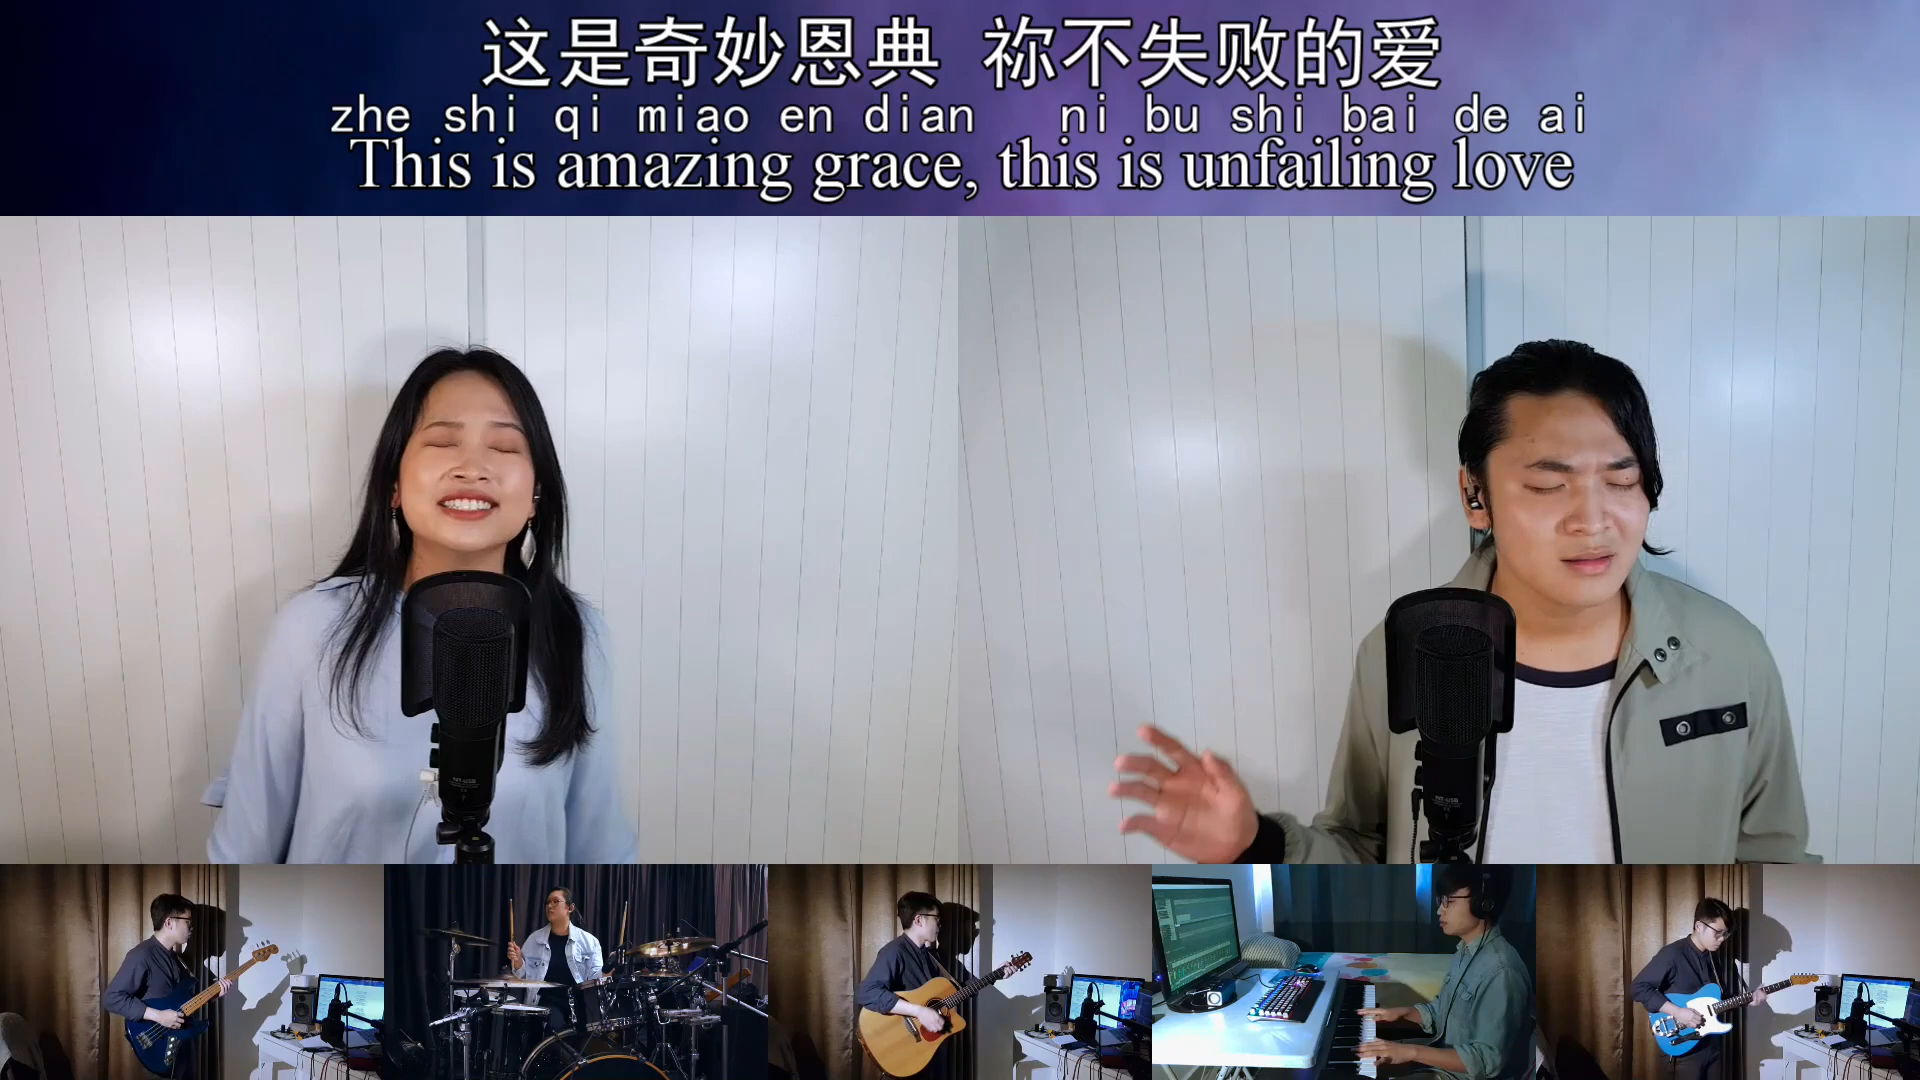 这是奇妙恩典 祢不失败的爱
zhe shi qi miao en dian ni bu shi bai de ai
This is amazing grace, this is unfailing love